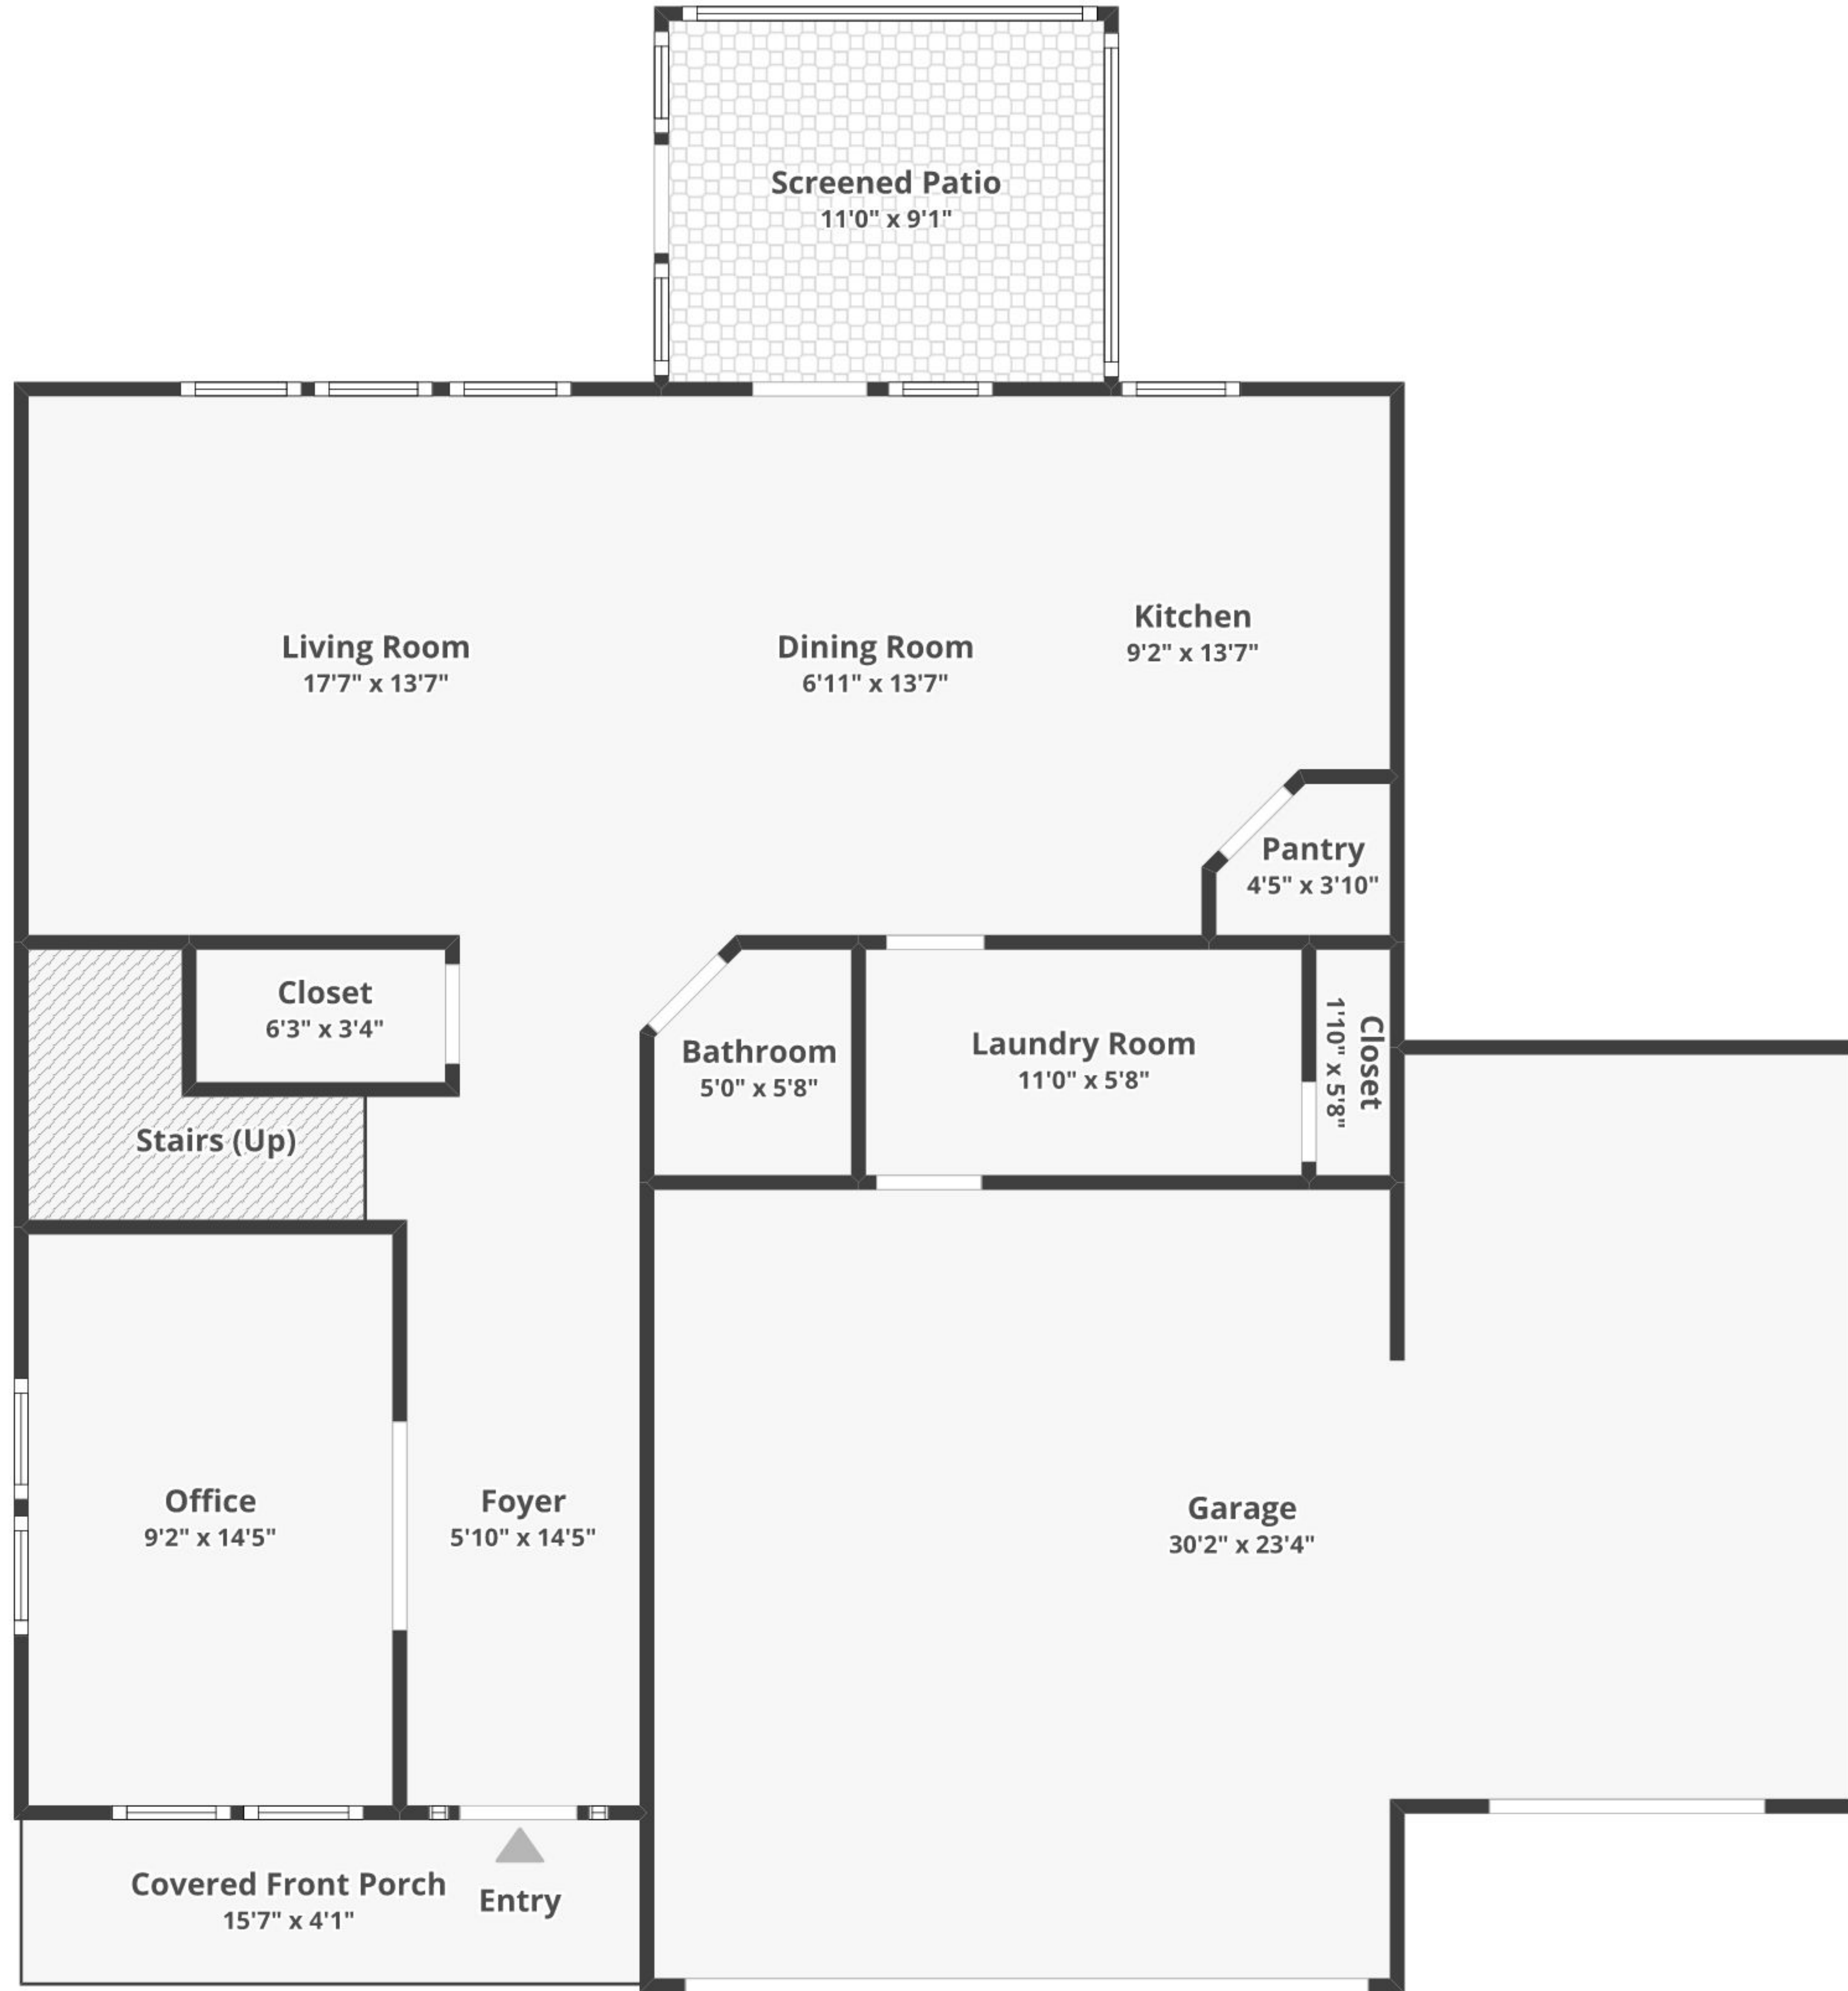 Screened Patio
11'0" x 9'1"
Living Room
17'7" x 13'7"
Dining Room
6'11" x 13'7"
Kitchen
9'2" x 13'7"
Pantry
4'5" x 3'10"
Closet
6'3" x 3'4"
Bathroom
5'0" x 5'8"
Laundry Room
11'0" x 5'8"
Closet
1'10" x 5'8"
Stairs (Up)
Office
9'2" x 14'5"
Foyer
5'10" x 14'5"
Garage
30'2" x 23'4"
Covered Front Porch
15'7" x 4'1"
Entry